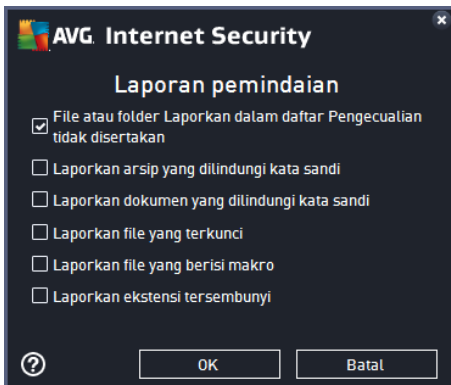 AVG. Internet Security
Laporan pemindaian
File atau folder Laporkan dalam daftar Pengecualian
tidak disertakan
Laporkan arsip yang dilindungi kata sandi
Laporkan dokumen yang dilindungi kata sandi
Laporkan file yang terkunci
Laporkan file yang berisi makro
Laporkan ekstensi tersembunyi
? OK Batal